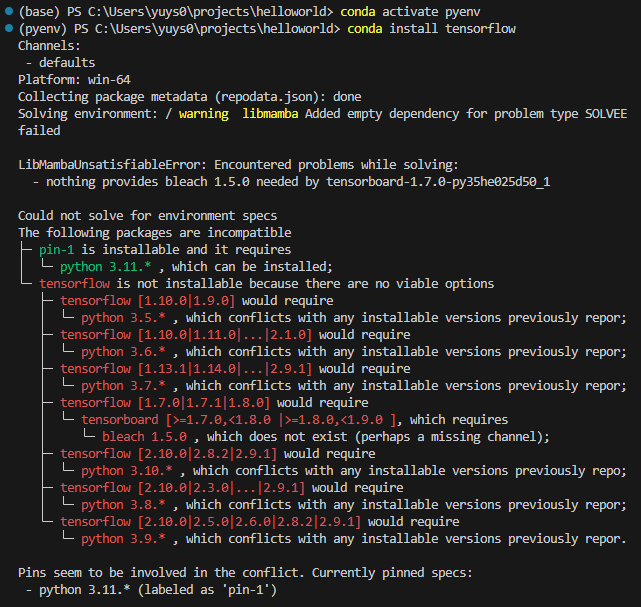 (base) PS C:\Users\yuys0\projects\helloworld> conda activate pyenv
(pyenv) PS C:\Users\yuys0\projects\helloworld> conda install tensorflow
Channels:
 - defaults
Platform: win-64
Collecting package metadata (repodata.json): done
Solving environment: / warning  libmamba Added empty dependency for problem type SOLVEE
failed

LibMambaUnsatisfiableError: Encountered problems while solving:
  - nothing provides bleach 1.5.0 needed by tensorboard-1.7.0-py35he025d50_1

Could not solve for environment specs
The following packages are incompatible
├─ pin-1 is installable and it requires
│  └─ python 3.11.* , which can be installed;
└─ tensorflow is not installable because there are no viable options
   ├─ tensorflow [1.10.0|1.9.0] would require
   │  └─ python 3.5.* , which conflicts with any installable versions previously repor;
   ├─ tensorflow [1.10.0|1.11.0|...|2.1.0] would require
   │  └─ python 3.6.* , which conflicts with any installable versions previously repor;
   ├─ tensorflow [1.13.1|1.14.0|...|2.9.1] would require
   │  └─ python 3.7.* , which conflicts with any installable versions previously repor;
   ├─ tensorflow [1.7.0|1.7.1|1.8.0] would require
   │  └─ tensorboard [>=1.7.0,<1.8.0 |>=1.8.0,<1.9.0 ], which requires
   │     └─ bleach 1.5.0 , which does not exist (perhaps a missing channel);
   ├─ tensorflow [2.10.0|2.8.2|2.9.1] would require
   │  └─ python 3.10.* , which conflicts with any installable versions previously repo;
   ├─ tensorflow [2.10.0|2.3.0|...|2.9.1] would require
   │  └─ python 3.8.* , which conflicts with any installable versions previously repor;
   └─ tensorflow [2.10.0|2.5.0|2.6.0|2.8.2|2.9.1] would require
      └─ python 3.9.* , which conflicts with any installable versions previously repor.

Pins seem to be involved in the conflict. Currently pinned specs:
 - python 3.11.* (labeled as 'pin-1')